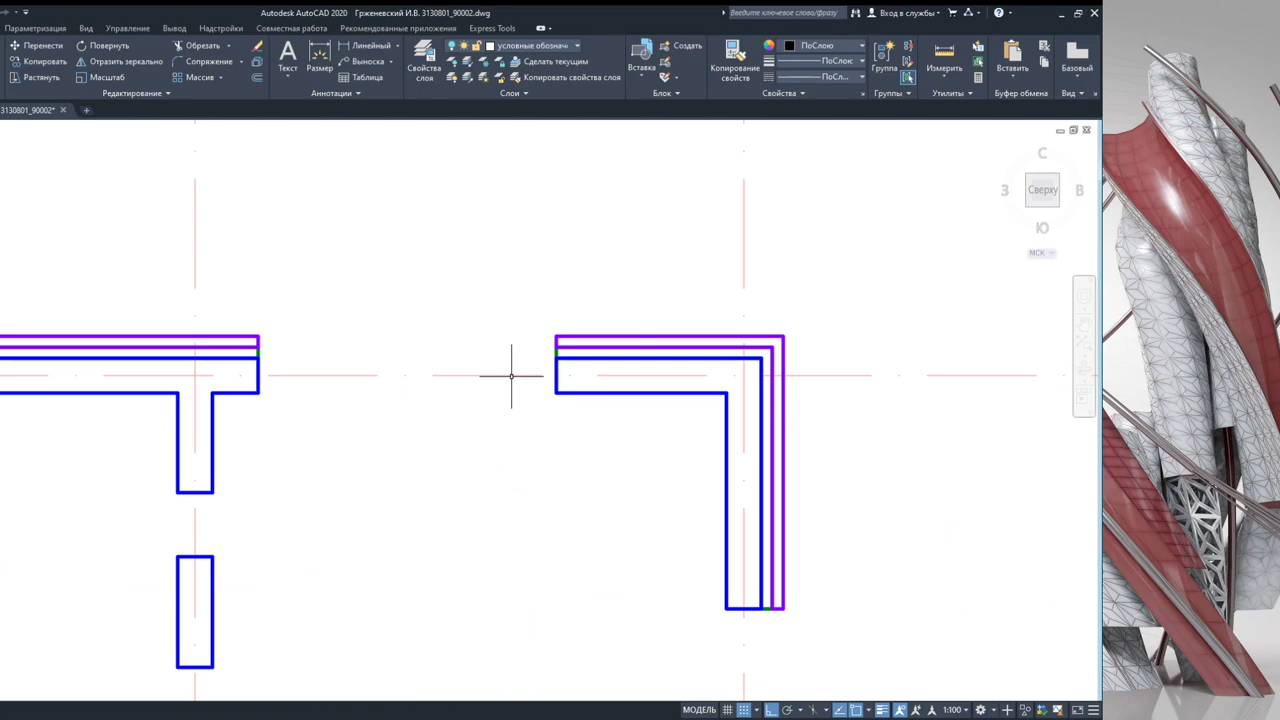 Autodesk AutoCAD 2020 Грженевский И.В. 3130801_90002.dwg
Введите ключевое слово/фразу
Вход в службы
Параметризация Вид Управление Вывод Надстройки Совместная работа Рекомендованные приложения Express Tools
Перенести Повернуть Обрезать
Копировать Отразить зеркально Сопряжение
Растянуть Масштаб Массив
Редактирование
Текст
Размер
Линейный
Выноска
Таблица
Аннотации
Свойства
слоя
условные обознач
Сделать текущим
Копировать свойства слоя
Слои
Вставка
Создать
Блок
Копирование
свойств
ПоСлою
ПоСлою
ПоСл...
Свойства
Группа
Группы
Измерить
Утилиты
Вставить
Буфер обмена
Базовый
Вид
3130801_90002*
С
З Сверху В
Ю
МСК
МОДЕЛЬ 1:100